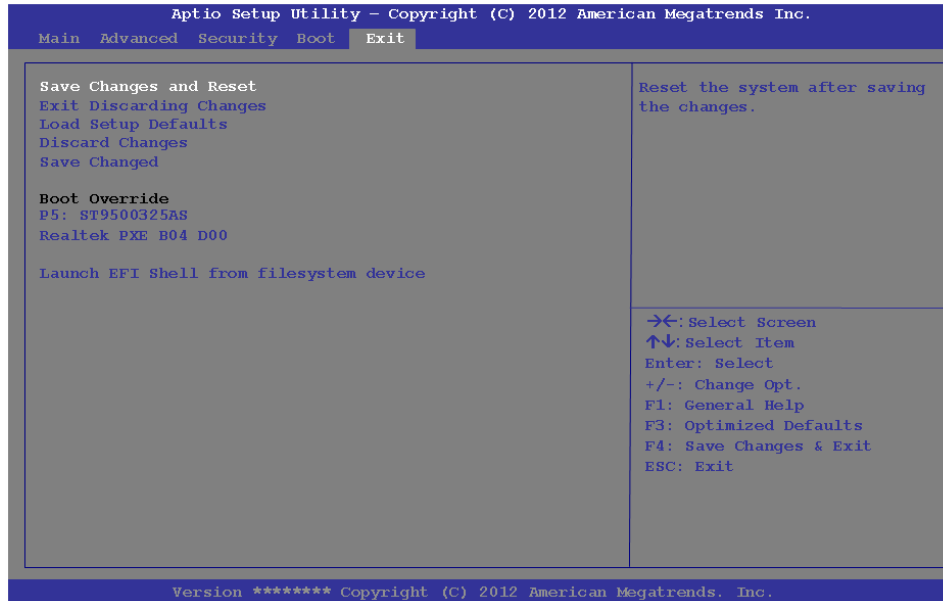 Aptio Setup Utility – Copyright (C) 2012 American Megatrends Inc.
Main Advanced Security Boot Exit
Save Changes and Reset
Exit Discarding Changes
Load Setup Defaults
Discard Changes
Save Changed
Boot Override
P5: ST9500325AS
Realtek PXE B04 D00
Launch EFI Shell from filesystem device
Reset the system after saving
the changes.
→←: Select Screen
↑↓: Select Item
Enter: Select
+/-: Change Opt.
F1: General Help
F3: Optimized Defaults
F4: Save Changes & Exit
ESC: Exit
Version ******** Copyright (C) 2012 American Megatrends. Inc.